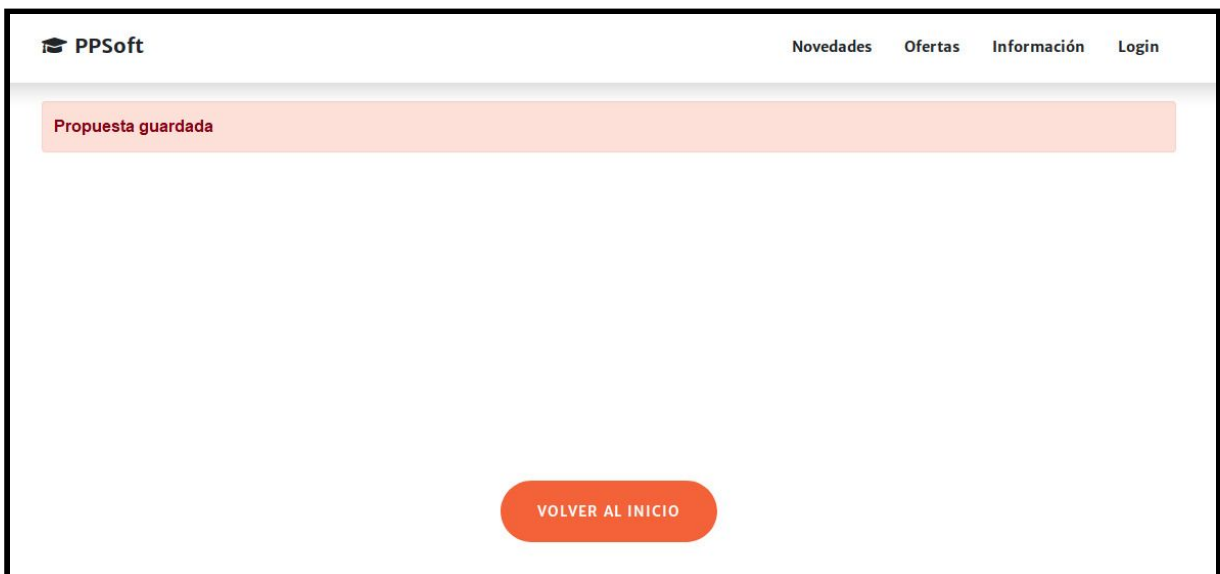 PPSoft
Novedades Ofertas Información Login
Propuesta guardada
VOLVER AL INICIO